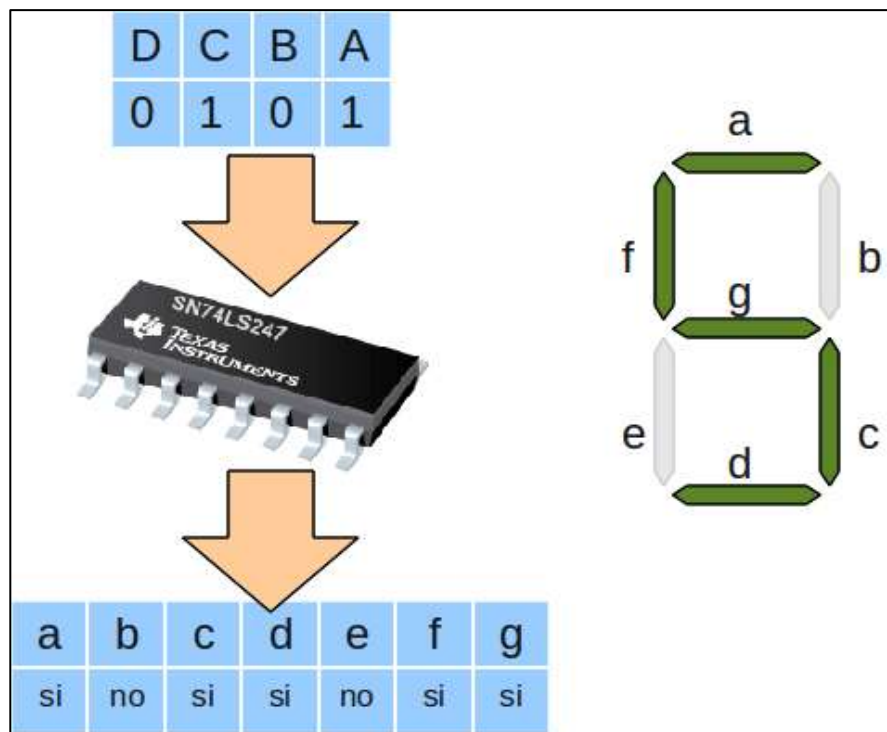 D C B A
0 1 0 1
SN74LS247
TEXAS
INSTRUMENTS
a b c d e f g
si no si si no si si
a
f b
g
e c
d